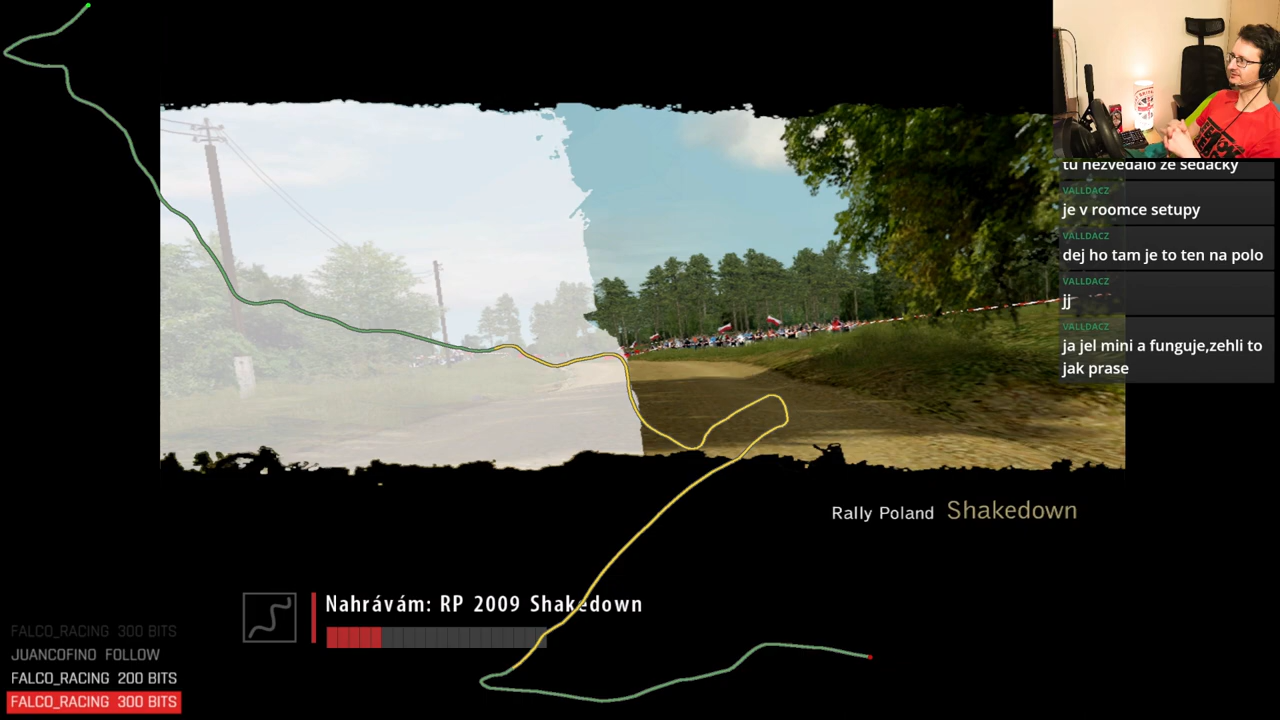 tu nezvedalo ze sedacky
VALLDACZ
je v roomce setupy
VALLDACZ
dej ho tam je to ten na polo
VALLDACZ
jj
VALLDACZ
ja jel mini a funguje,zehli to
jak prase
Rally Poland Shakedown
Nahrávám: RP 2009 Shakedown
FALCO_RACING 300 BITS
JUANCOFINO FOLLOW
FALCO_RACING 200 BITS
FALCO_RACING 300 BITS